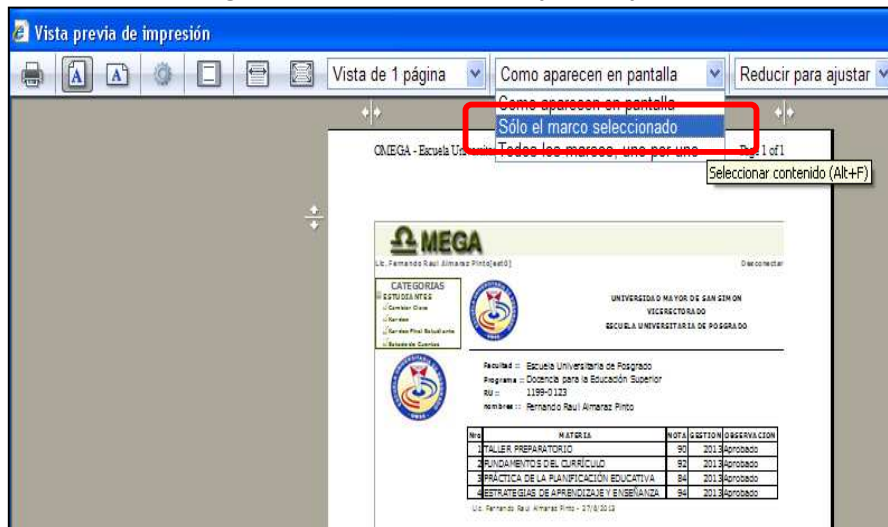 Vista previa de impresión
Vista de 1 página
Como aparecen en pantalla
Reducir para ajustar
Como aparecen en pantalla
Sólo el marco seleccionado
Todos los marcos, uno por uno
Seleccionar contenido (Alt+F)
OMEGA - Escuela
Page 1 of 1
MEGA
Lic. Fernando Raul Almaraz Pinto[est0]
Desconectar
CATEGORIAS
ESTUDIANTES
Cambiar Clave
Kardex
Kardex Final Estudiante
Estado de Cuentas
UNIVERSIDAD MAYOR DE SAN SIMON
VICERRECTORADO
ESCUELA UNIVERSITARIA DE POSGRADO
Facultad :: Escuela Universitaria de Posgrado
Programa :: Docencia para la Educación Superior
RU :: 1199-0123
nombres :: Fernando Raul Almaraz Pinto
Nro MATERIA NOTA GESTION OBSERVACION
1 TALLER PREPARATORIO 90 2013 Aprobado
2 FUNDAMENTOS DEL CURRÍCULO 92 2013 Aprobado
3 PRÁCTICA DE LA PLANIFICACIÓN EDUCATIVA 84 2013 Aprobado
4 ESTRATEGIAS DE APRENDIZAJE Y ENSEÑANZA 94 2013 Aprobado
Lic. Fernando Raul Almaraz Pinto - 27/8/2013